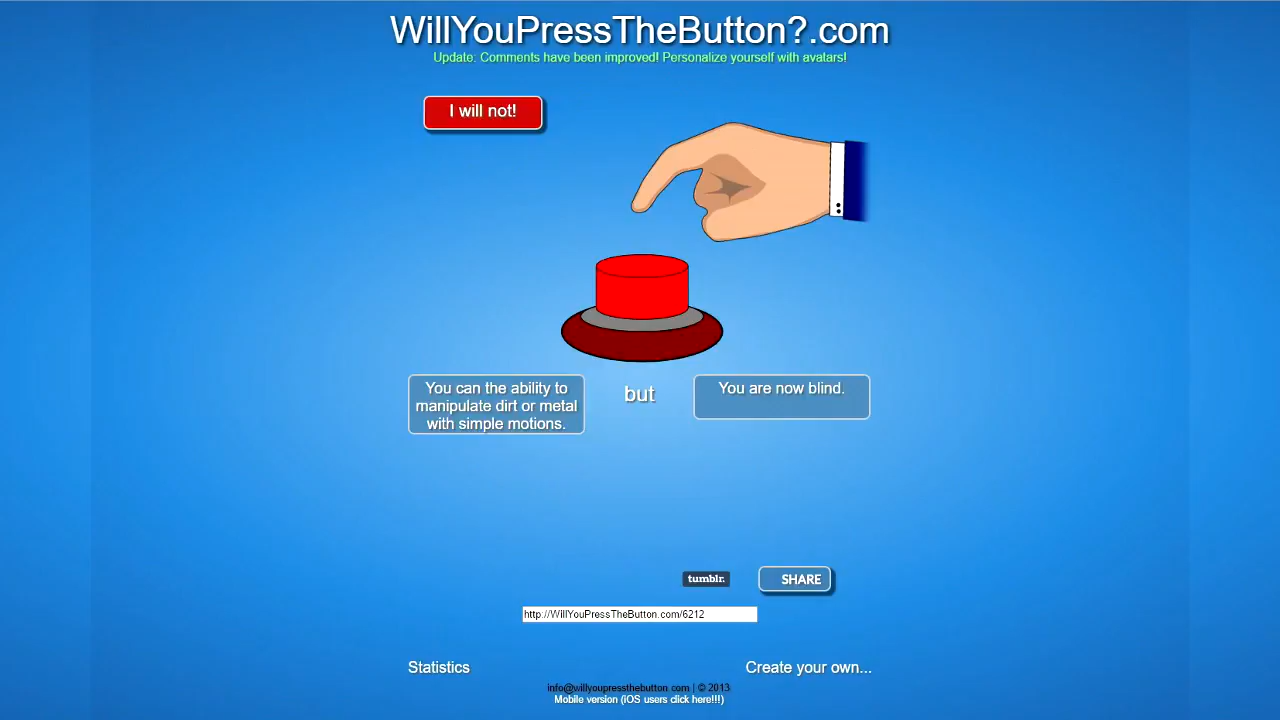 WillYouPressTheButton?.com
Update: Comments have been improved! Personalize yourself with avatars!
I will not!
You can the ability to
manipulate dirt or metal
with simple motions.
but
You are now blind.
tumblr.
SHARE
http://WillYouPressTheButton.com/6212
Statistics
Create your own...
info@willyoupressthebutton.com | © 2013
Mobile version (iOS users click here!!!)